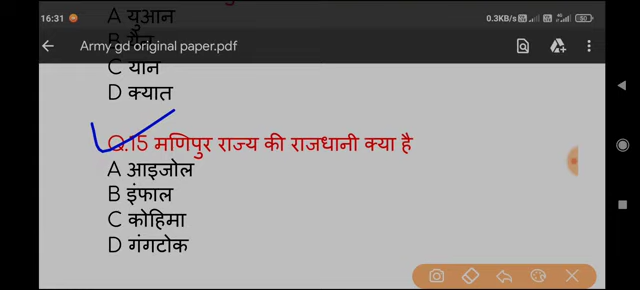 16:31
0.3KB/s
Army gd original paper.pdf
A युआन
C यान
D क्यात
Q.15 मणिपुर राज्य की राजधानी क्या है
A आइजोल
B इंफाल
C कोहिमा
D गंगटोक